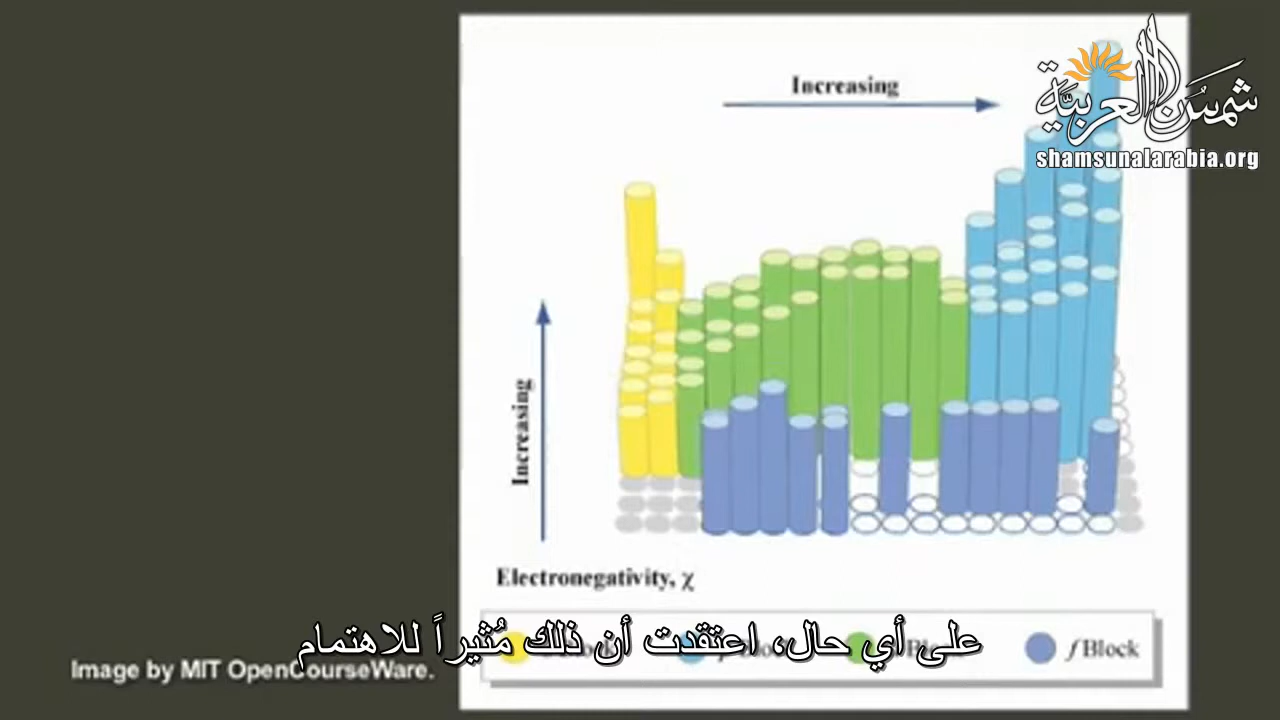 Increasing
شمسُ العربيَّة
shamsunalarabia.org
Increasing
Electronegativity, χ
على أي حال، اعتقدت أن ذلك مُثيراً للاهتمام
f Block
Image by MIT OpenCourseWare.